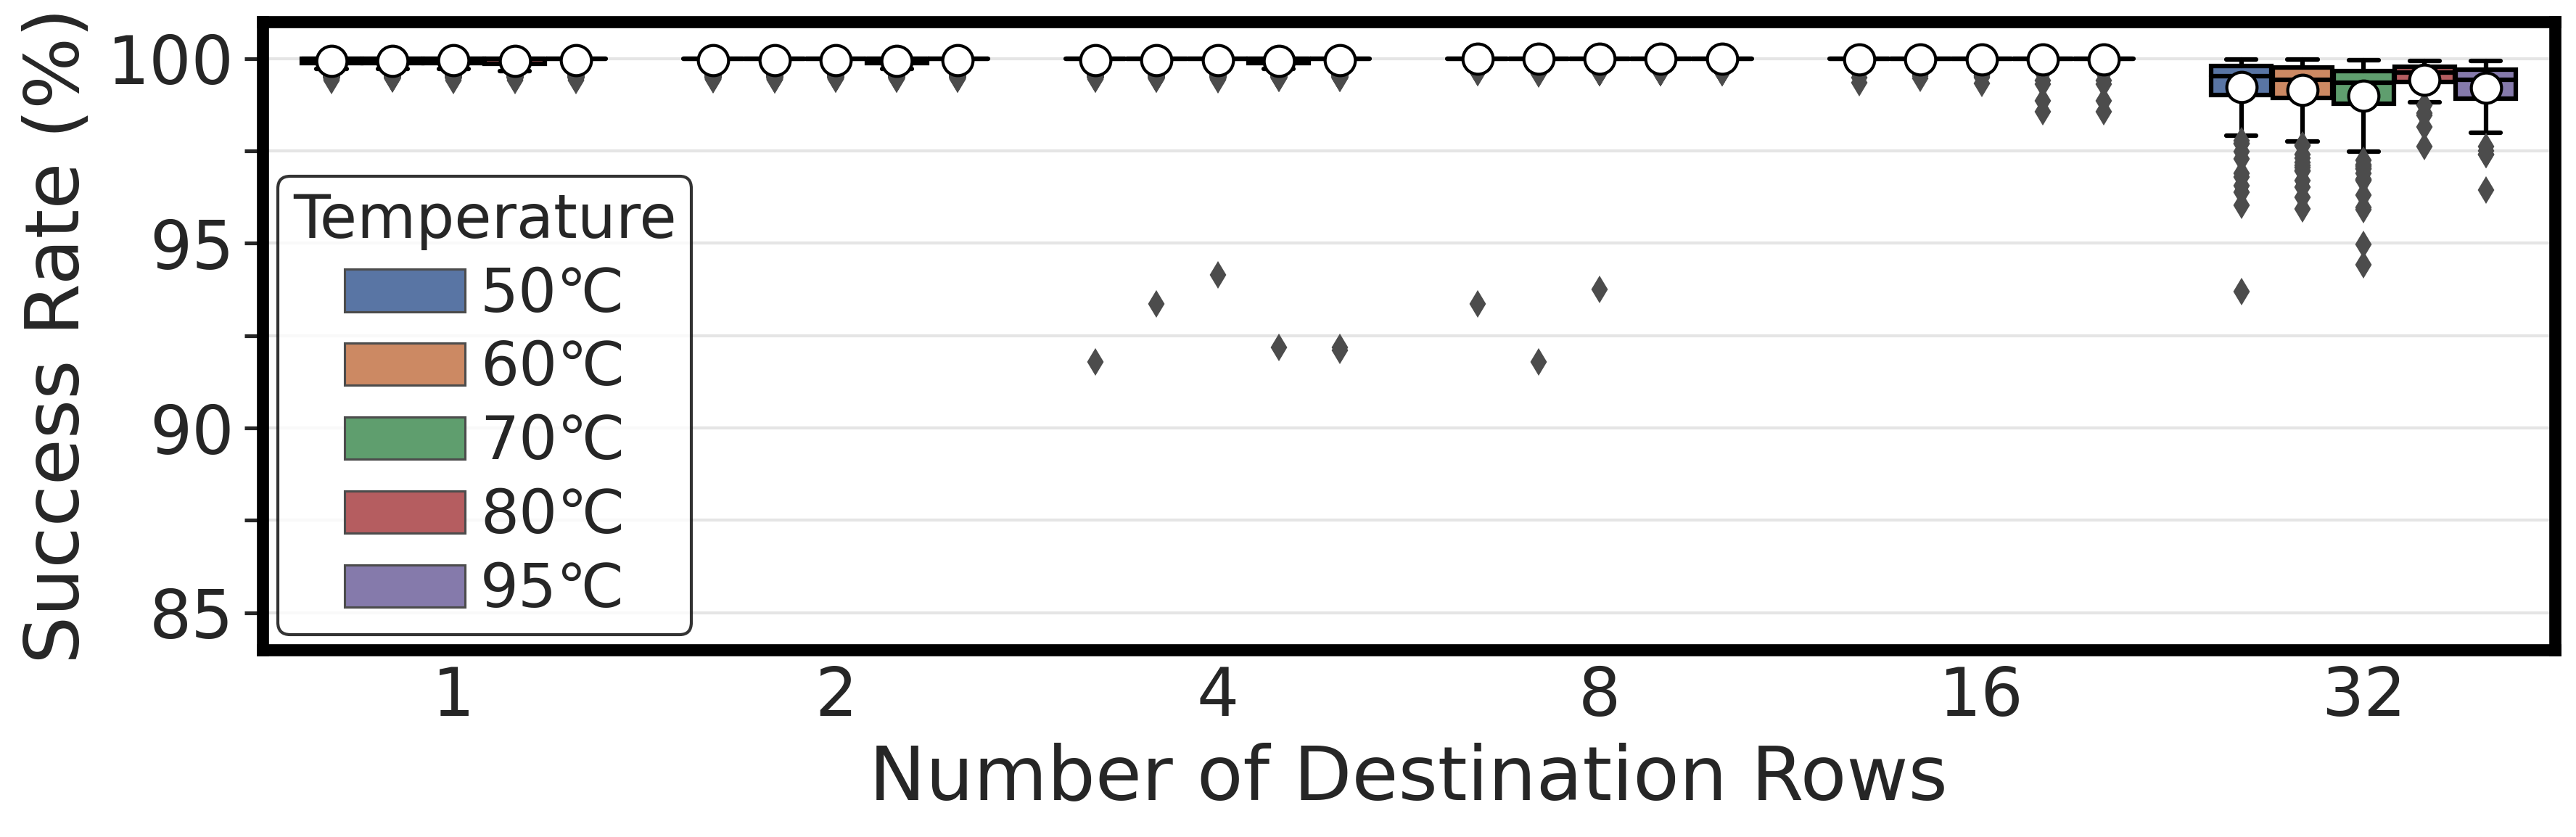 Success Rate (%)
100
95
90
85
Temperature
50℃
60℃
70℃
80℃
95℃
1 2 4 8 16 32
Number of Destination Rows